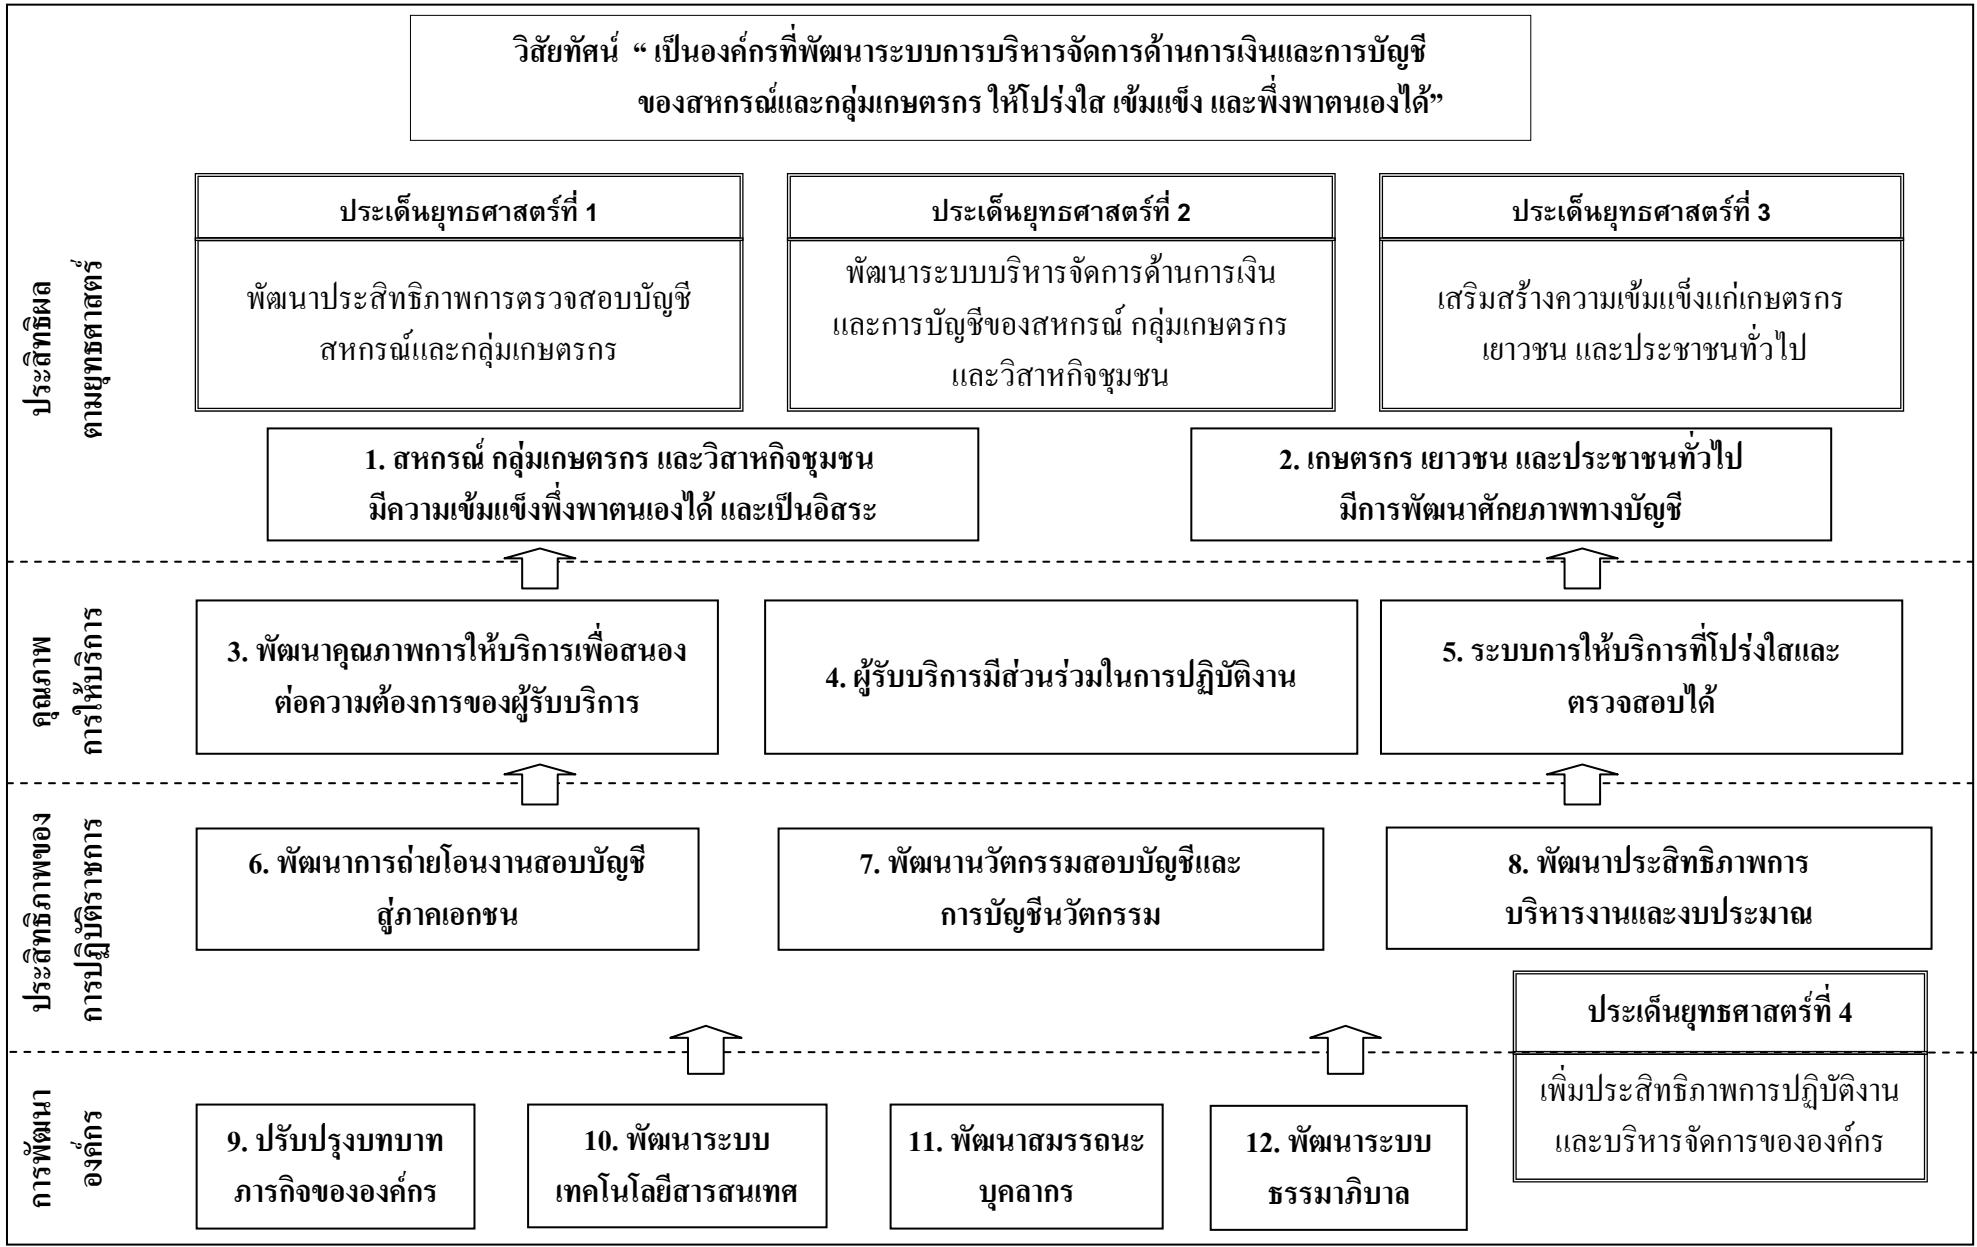 วิสัยทัศน์ “ เป็นองค์กรที่พัฒนาระบบการบริหารจัดการด้านการเงินและการบัญชี
ของสหกรณ์และกลุ่มเกษตรกร ให้โปร่งใส เข้มแข็ง และพึ่งพาตนเองได้”
ประสิทธิผล
ตามยุทธศาสตร์
ประเด็นยุทธศาสตร์ที่ 1
พัฒนาประสิทธิภาพการตรวจสอบบัญชี
สหกรณ์และกลุ่มเกษตรกร
ประเด็นยุทธศาสตร์ที่ 2
พัฒนาระบบบริหารจัดการด้านการเงิน
และการบัญชีของสหกรณ์ กลุ่มเกษตรกร
และวิสาหกิจชุมชน
ประเด็นยุทธศาสตร์ที่ 3
เสริมสร้างความเข้มแข็งแก่เกษตรกร
เยาวชน และประชาชนทั่วไป
1. สหกรณ์ กลุ่มเกษตรกร และวิสาหกิจชุมชน
มีความเข้มแข็งพึ่งพาตนเองได้ และเป็นอิสระ
2. เกษตรกร เยาวชน และประชาชนทั่วไป
มีการพัฒนาศักยภาพทางบัญชี
คุณภาพ
การให้บริการ
3. พัฒนาคุณภาพการให้บริการเพื่อสนอง
ต่อความต้องการของผู้รับบริการ
4. ผู้รับบริการมีส่วนร่วมในการปฏิบัติงาน
5. ระบบการให้บริการที่โปร่งใสและ
ตรวจสอบได้
ประสิทธิภาพของ
การปฏิบัติราชการ
6. พัฒนาการถ่ายโอนงานสอบบัญชี
สู่ภาคเอกชน
7. พัฒนานวัตกรรมสอบบัญชีและ
การบัญชีนวัตกรรม
8. พัฒนาประสิทธิภาพการ
บริหารงานและงบประมาณ
ประเด็นยุทธศาสตร์ที่ 4
เพิ่มประสิทธิภาพการปฏิบัติงาน
และบริหารจัดการขององค์กร
การพัฒนา
องค์กร
9. ปรับปรุงบทบาท
ภารกิจขององค์กร
10. พัฒนาระบบ
เทคโนโลยีสารสนเทศ
11. พัฒนาสมรรถนะ
บุคลากร
12. พัฒนาระบบ
ธรรมาภิบาล